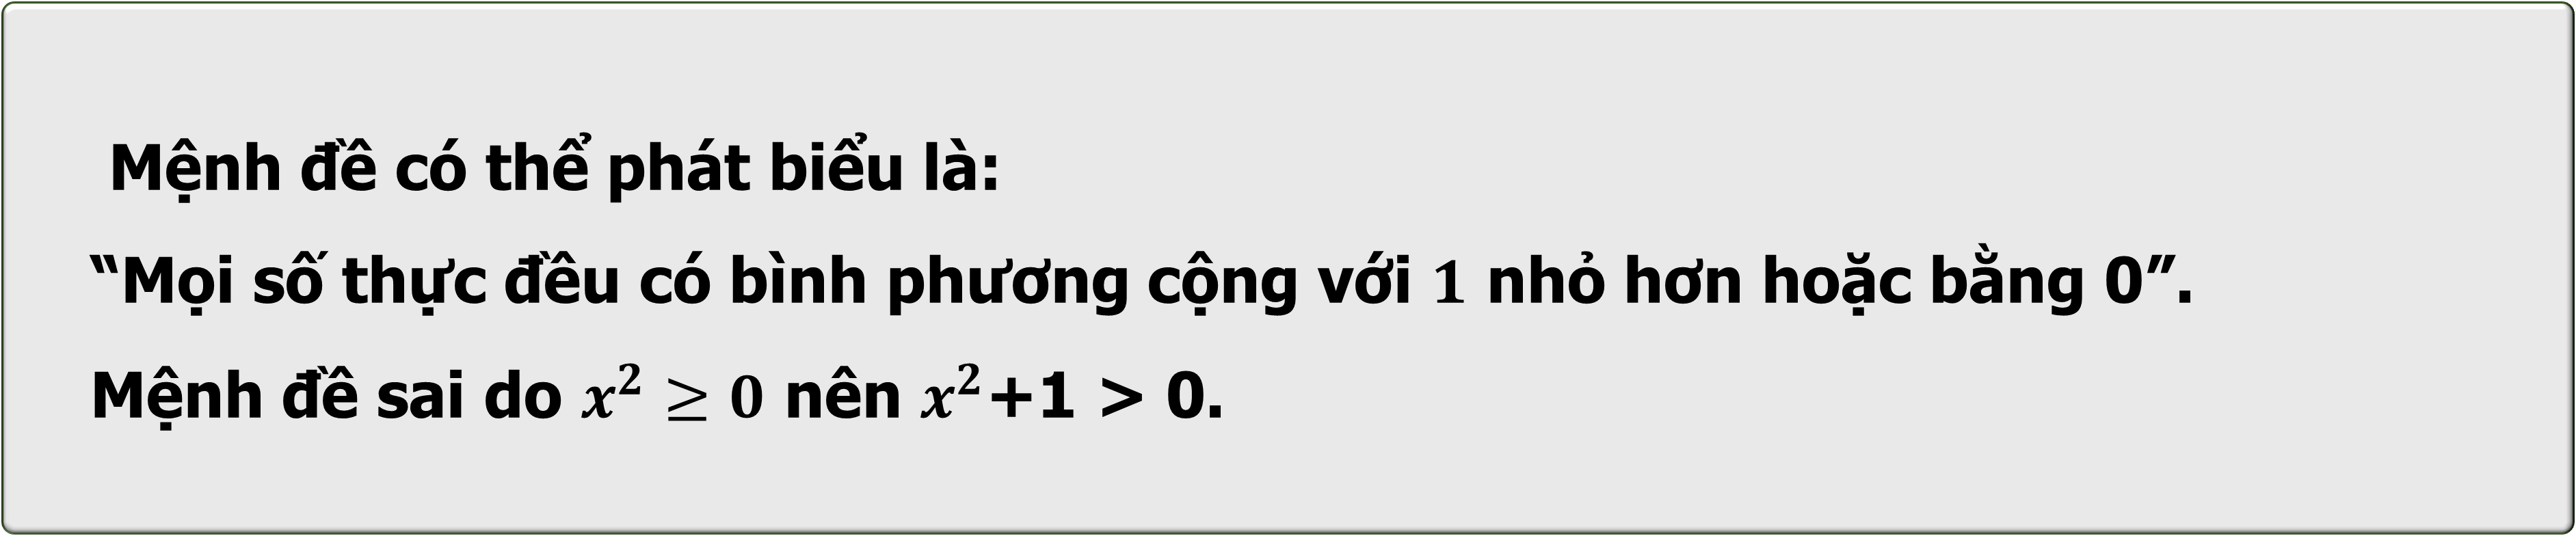 Mệnh đề có thể phát biểu là:
“Mọi số thực đều có bình phương cộng với 1 nhỏ hơn hoặc bằng 0”.
Mệnh đề sai do x² ≥ 0 nên x²+1 > 0.